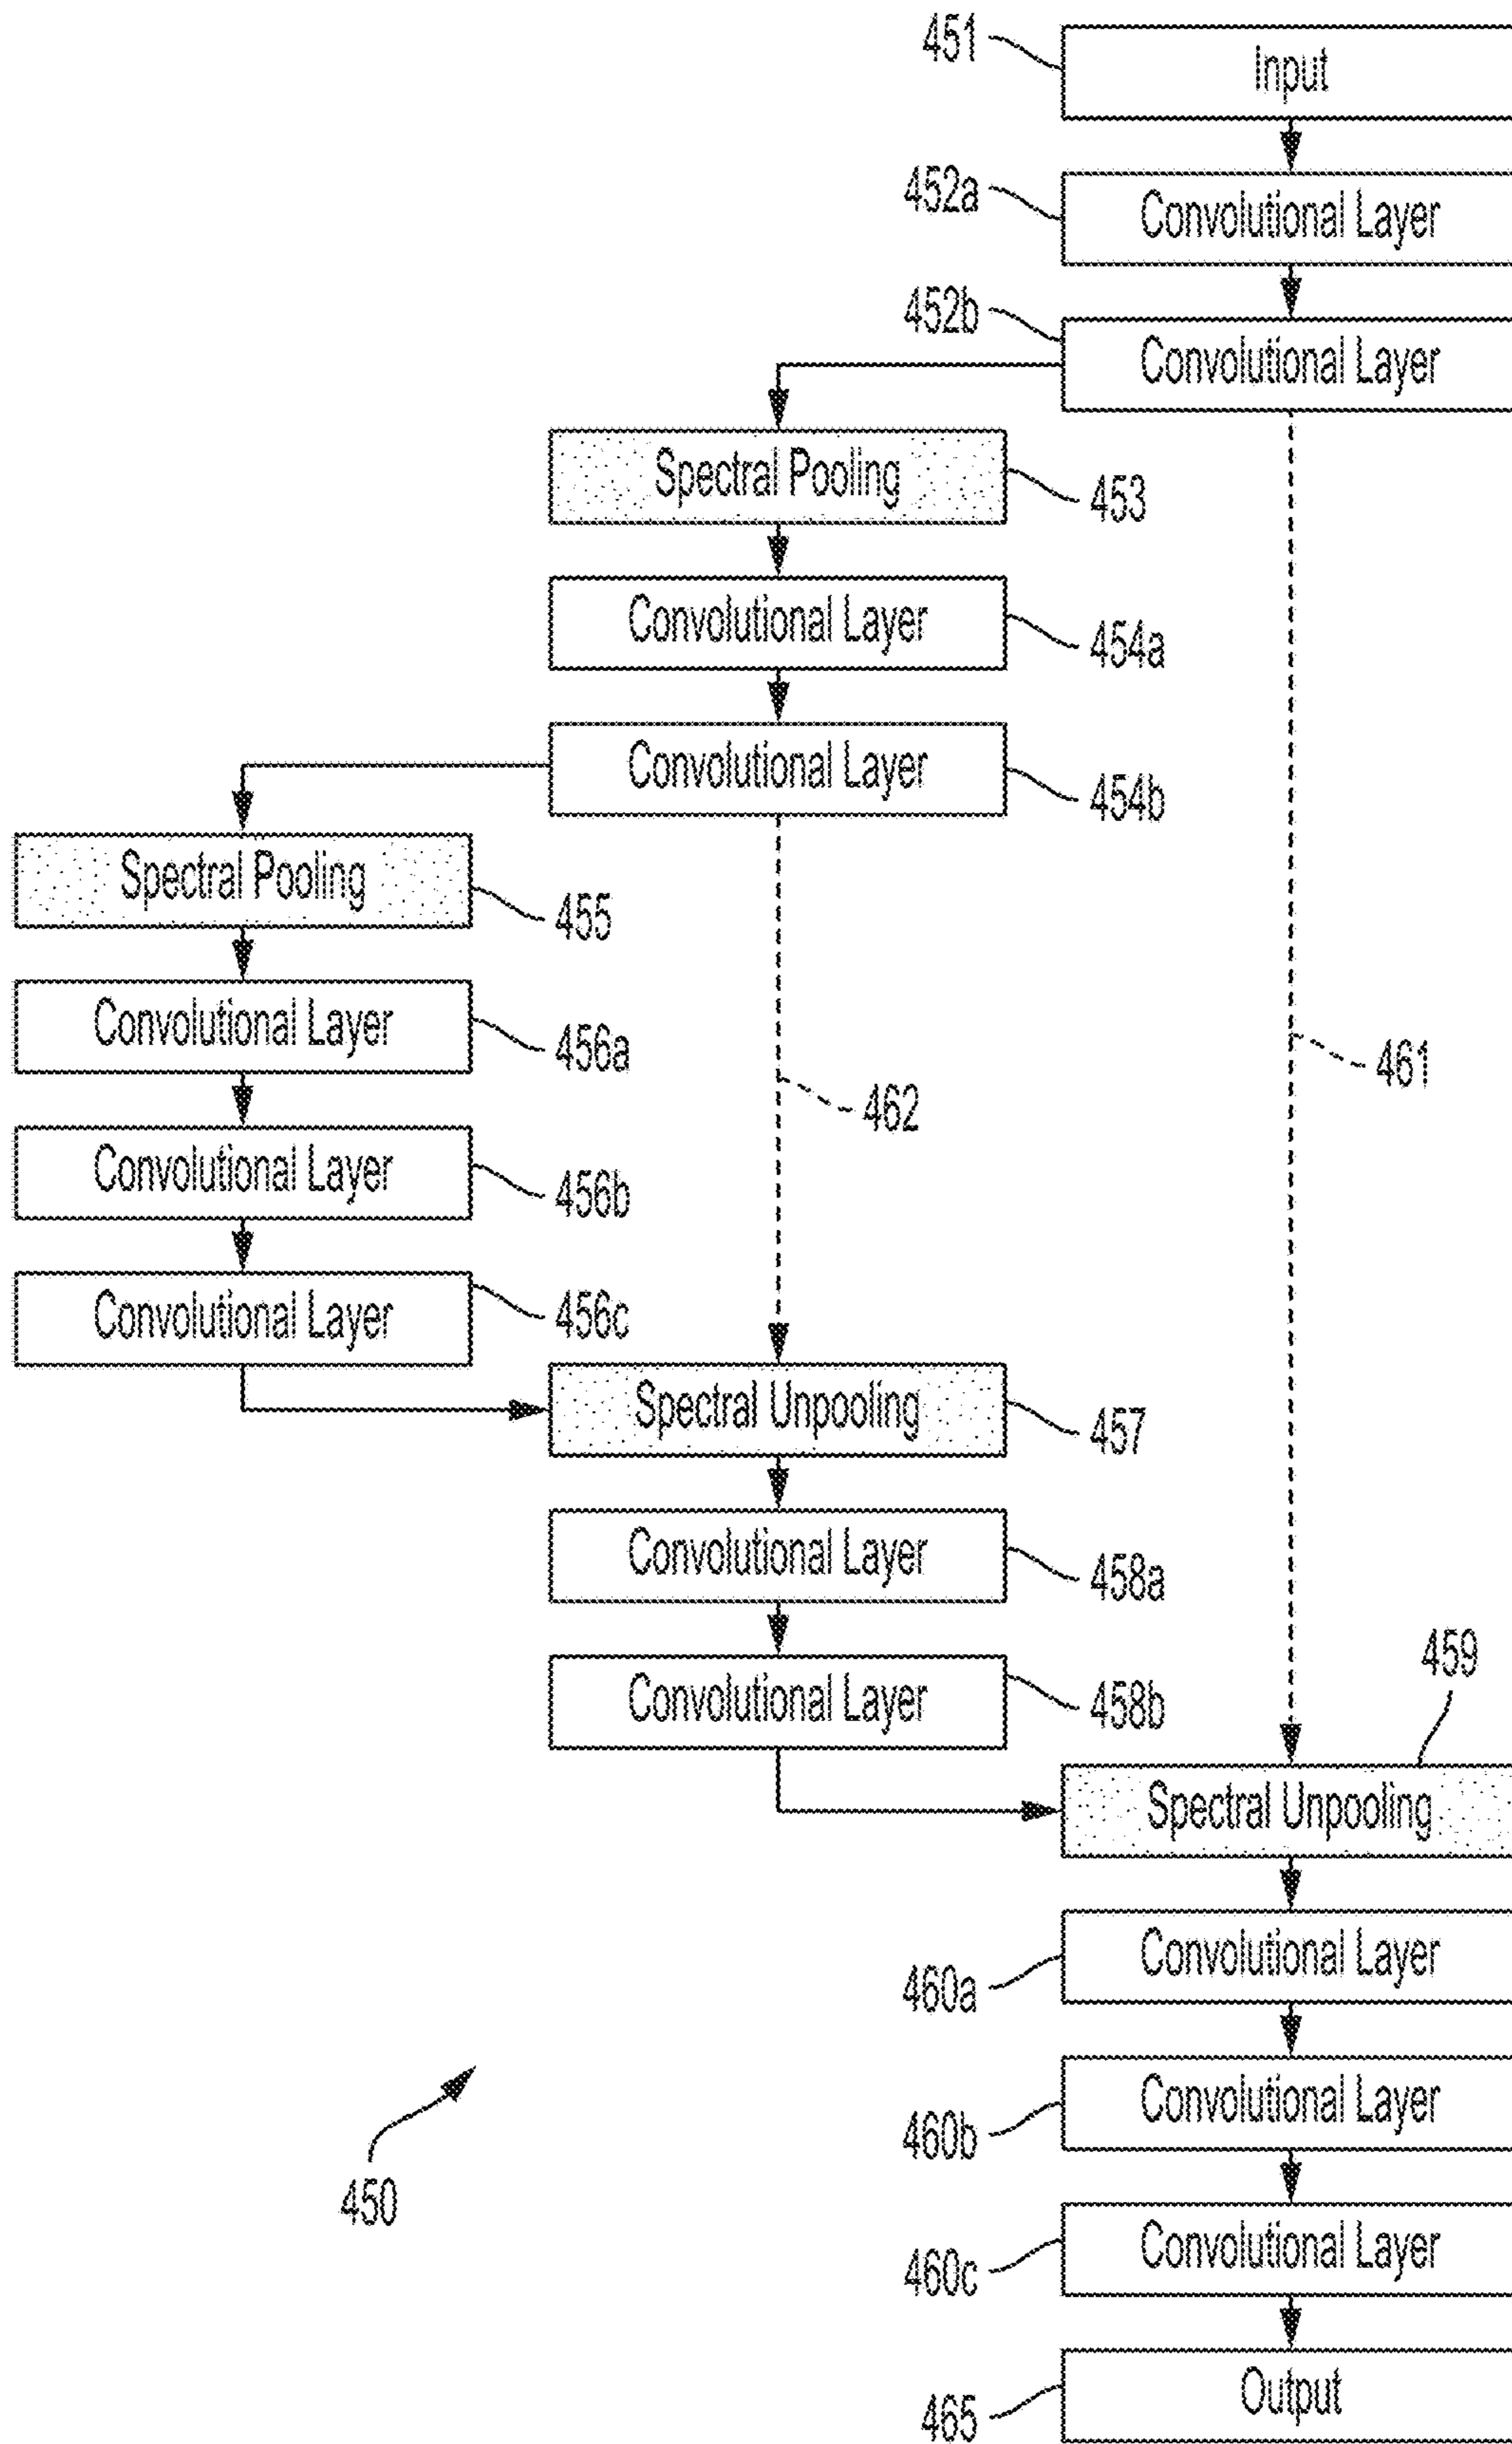 451
Input
452a
Convolutional Layer
452b
Convolutional Layer
Spectral Pooling
453
Convolutional Layer
454a
Convolutional Layer
454b
Spectral Pooling
455
Convolutional Layer
456a
461
462
Convolutional Layer
456b
Convolutional Layer
456c
Spectral Unpooling
457
Convolutional Layer
458a
Convolutional Layer
458b
459
Spectral Unpooling
Convolutional Layer
460a
Convolutional Layer
460b
450
Convolutional Layer
460c
Output
465